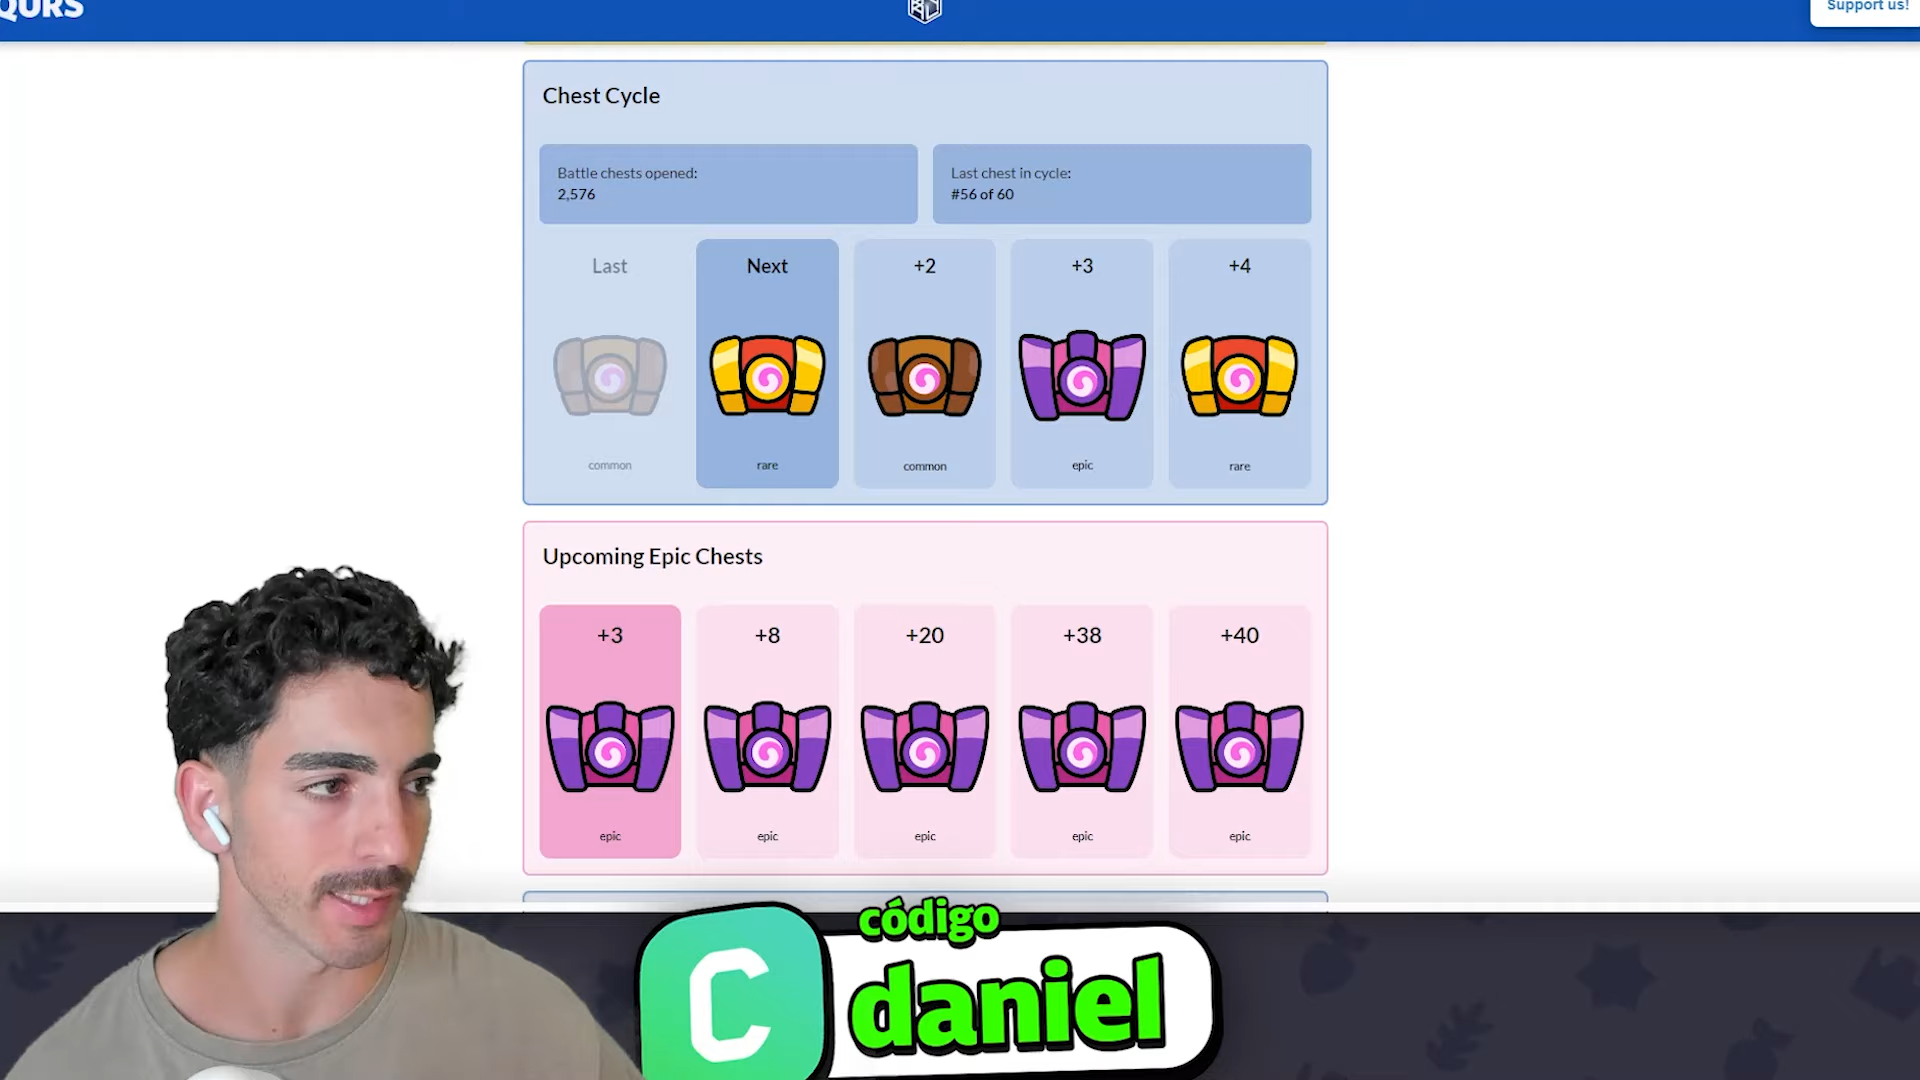 QURS
Support us!
Chest Cycle
Battle chests opened:
2,576
Last chest in cycle:
#56 of 60
Last
Next
+2
+3
+4
common
rare
common
epic
rare
Upcoming Epic Chests
+3
+8
+20
+38
+40
epic
epic
epic
epic
epic
C
código
daniel